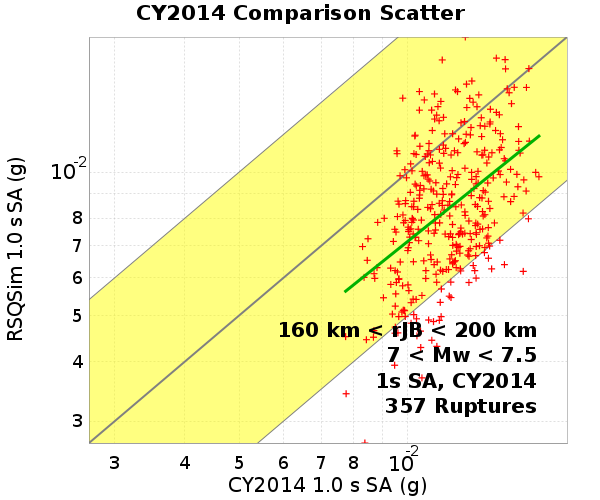 CY2014 Comparison Scatter
RSQSim 1.0 s SA (g)
10-2
8
7
6
5
4
3
160 km < rJB < 200 km
7 < Mw < 7.5
1s SA, CY2014
357 Ruptures
3 4 5 6 7 8 10-2
CY2014 1.0 s SA (g)